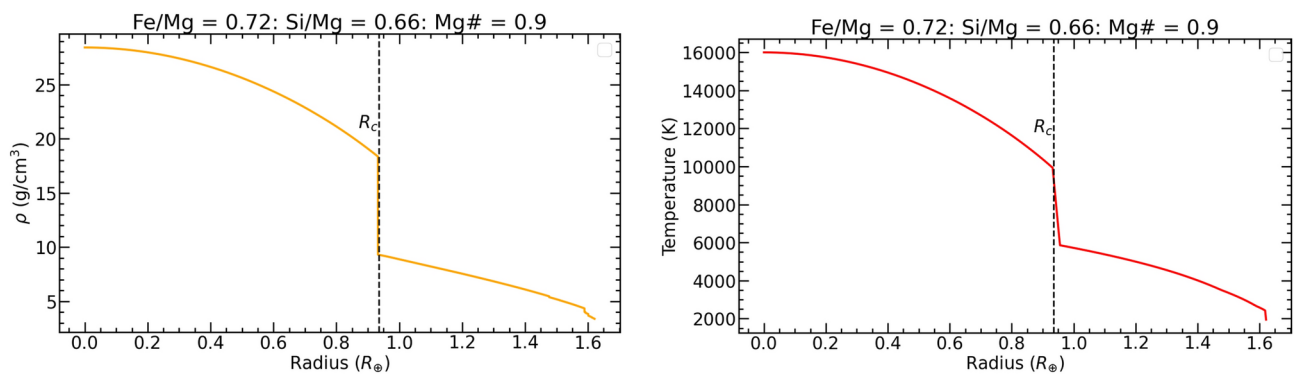 Fe/Mg = 0.72: Si/Mg = 0.66: Mg# = 0.9
ρ (g/cm³)
25
20
15
10
5
R_c
0.0 0.2 0.4 0.6 0.8 1.0 1.2 1.4 1.6
Radius (R⊕)
Fe/Mg = 0.72: Si/Mg = 0.66: Mg# = 0.9
Temperature (K)
16000
14000
12000
10000
8000
6000
4000
2000
R_c
0.0 0.2 0.4 0.6 0.8 1.0 1.2 1.4 1.6
Radius (R⊕)